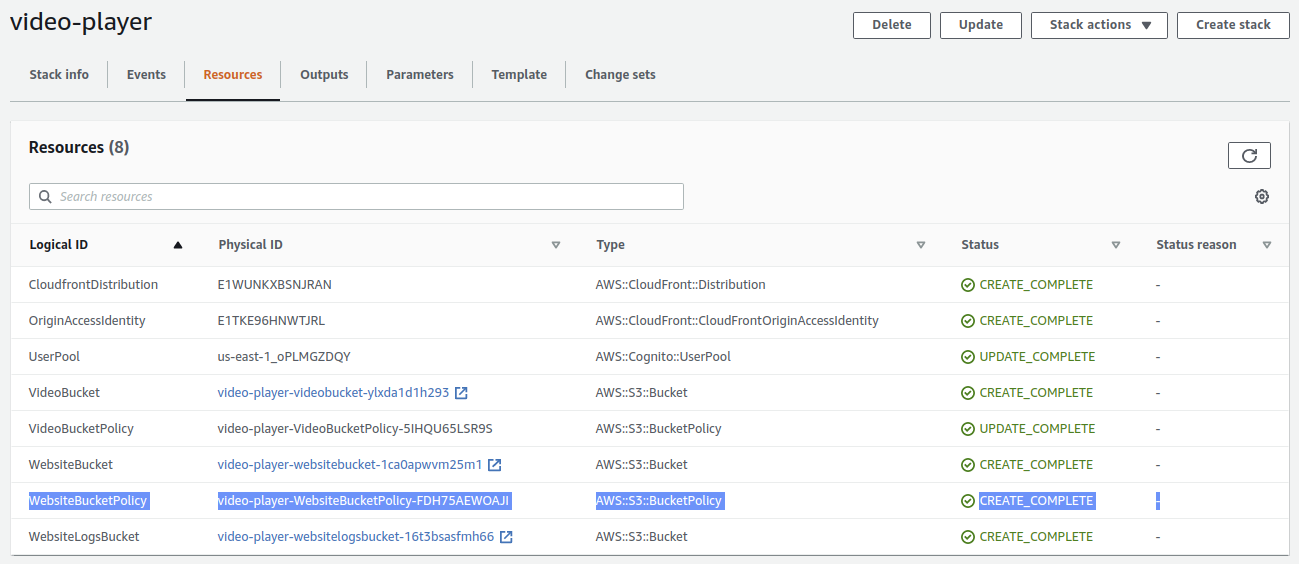 video-player
Delete
Update
Stack actions
Create stack
Stack info
Events
Resources
Outputs
Parameters
Template
Change sets
Resources (8)
Search resources
Logical ID Physical ID Type Status Status reason
CloudfrontDistribution E1WUNKXBSNJRAN AWS::CloudFront::Distribution CREATE_COMPLETE -
OriginAccessIdentity E1TKE96HNWTJRL AWS::CloudFront::CloudFrontOriginAccessIdentity CREATE_COMPLETE -
UserPool us-east-1_oPLMGZDQY AWS::Cognito::UserPool UPDATE_COMPLETE -
VideoBucket video-player-videobucket-ylxda1d1h293 AWS::S3::Bucket CREATE_COMPLETE -
VideoBucketPolicy video-player-VideoBucketPolicy-5IHQU65LSR9S AWS::S3::BucketPolicy UPDATE_COMPLETE -
WebsiteBucket video-player-websitebucket-1ca0apwvm25m1 AWS::S3::Bucket CREATE_COMPLETE -
WebsiteBucketPolicy video-player-WebsiteBucketPolicy-FDH75AEWOAJI AWS::S3::BucketPolicy CREATE_COMPLETE -
WebsiteLogsBucket video-player-websitelogsbucket-16t3bsasfmh66 AWS::S3::Bucket CREATE_COMPLETE -